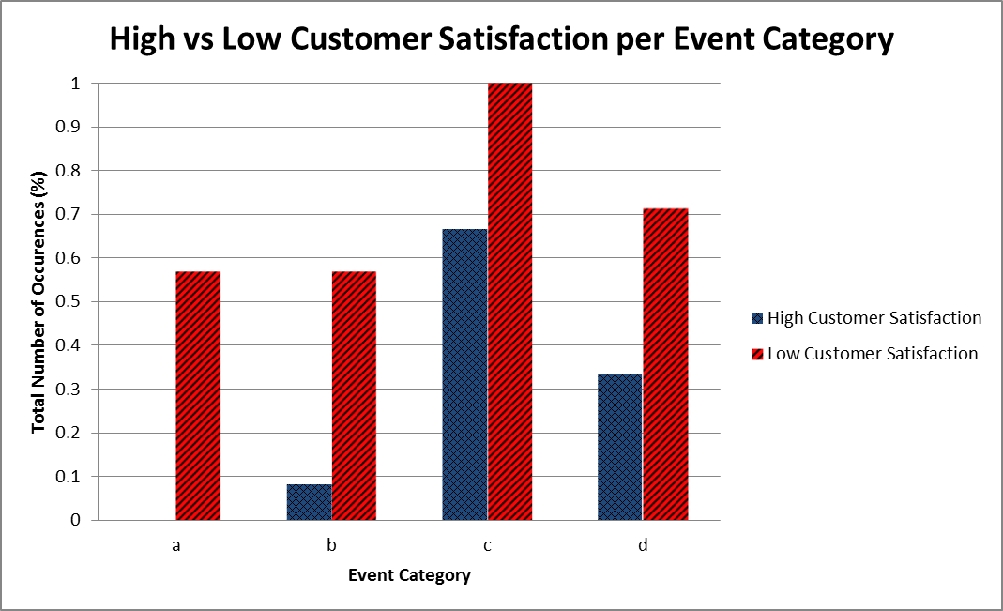 High vs Low Customer Satisfaction per Event Category
Total Number of Occurences (%)
1
0.9
0.8
0.7
0.6
0.5
0.4
0.3
0.2
0.1
0
a b c d
Event Category
High Customer Satisfaction
Low Customer Satisfaction